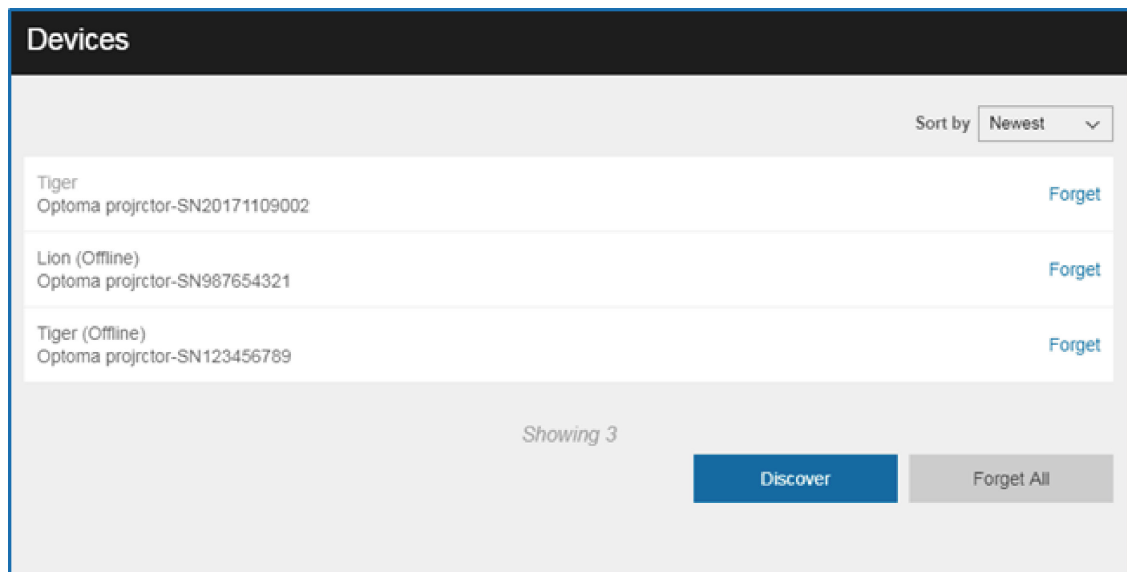 Devices
Sort by Newest
Tiger
Optoma projrctor-SN20171109002
Forget
Lion (Offline)
Optoma projrctor-SN987654321
Forget
Tiger (Offline)
Optoma projrctor-SN123456789
Forget
Showing 3
Discover
Forget All